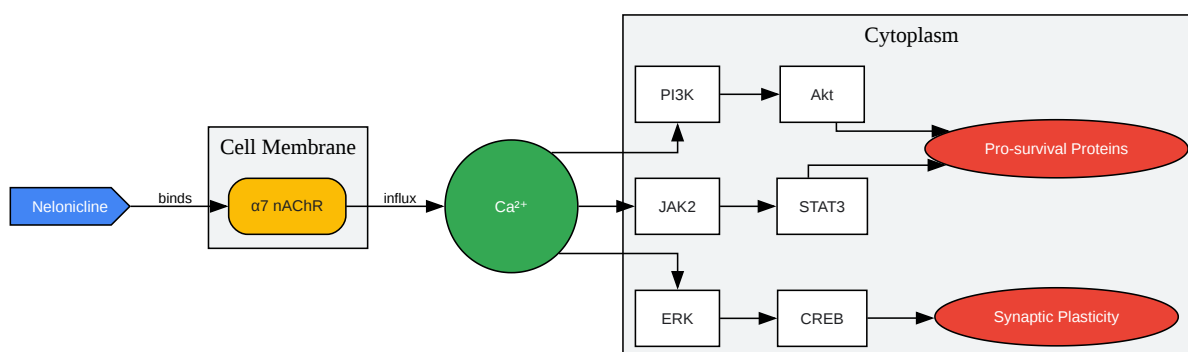 Cytoplasm
PI3K
Akt
Cell Membrane
Pro-survival Proteins
Nelonicline
binds
α7 nAChR
influx
Ca²⁺
JAK2
STAT3
ERK
CREB
Synaptic Plasticity